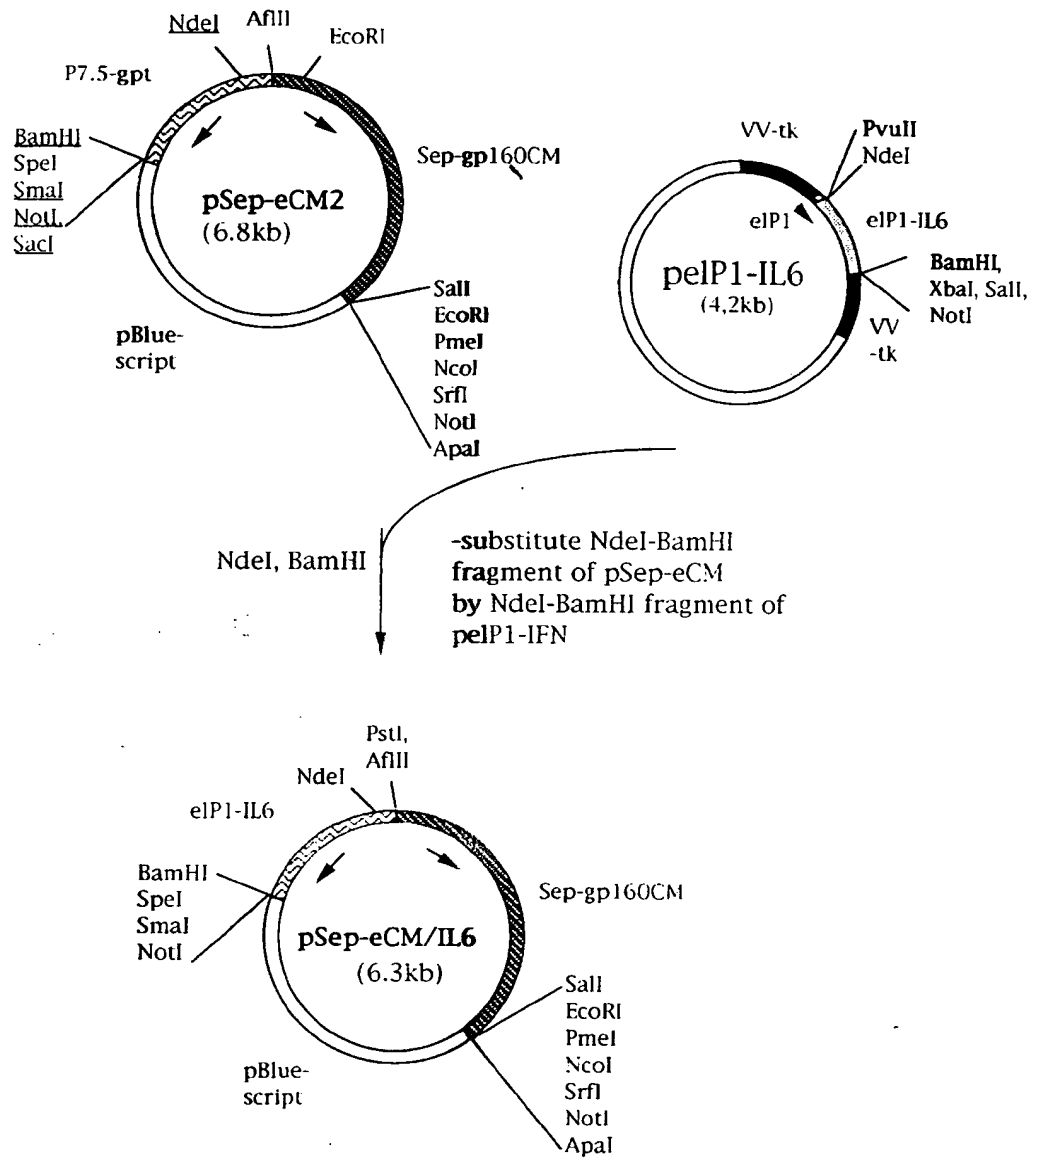 NdeI
AflII
EcoRI
P7.5-gpt
BamHI
SpeI
SmaI
NotI,
SacI
Sep-gp160CM
pSep-eCM2
(6.8kb)
pBlue-
script
SalI
EcoRI
PmeI
NcoI
SrfI
NotI
ApaI
VV-tk
PvuII
NdeI
elP1
elP1-IL6
pelP1-IL6
(4,2kb)
BamHI,
XbaI, SalI,
NotI
VV
-tk
NdeI, BamHI
-substitute NdeI-BamHI
fragment of pSep-eCM
by NdeI-BamHI fragment of
pelP1-IFN
PstI,
AflII
NdeI
elP1-IL6
BamHI
SpeI
SmaI
NotI
Sep-gp160CM
pSep-eCM/IL6
(6.3kb)
pBlue-
script
SalI
EcoRI
PmeI
NcoI
SrfI
NotI
ApaI